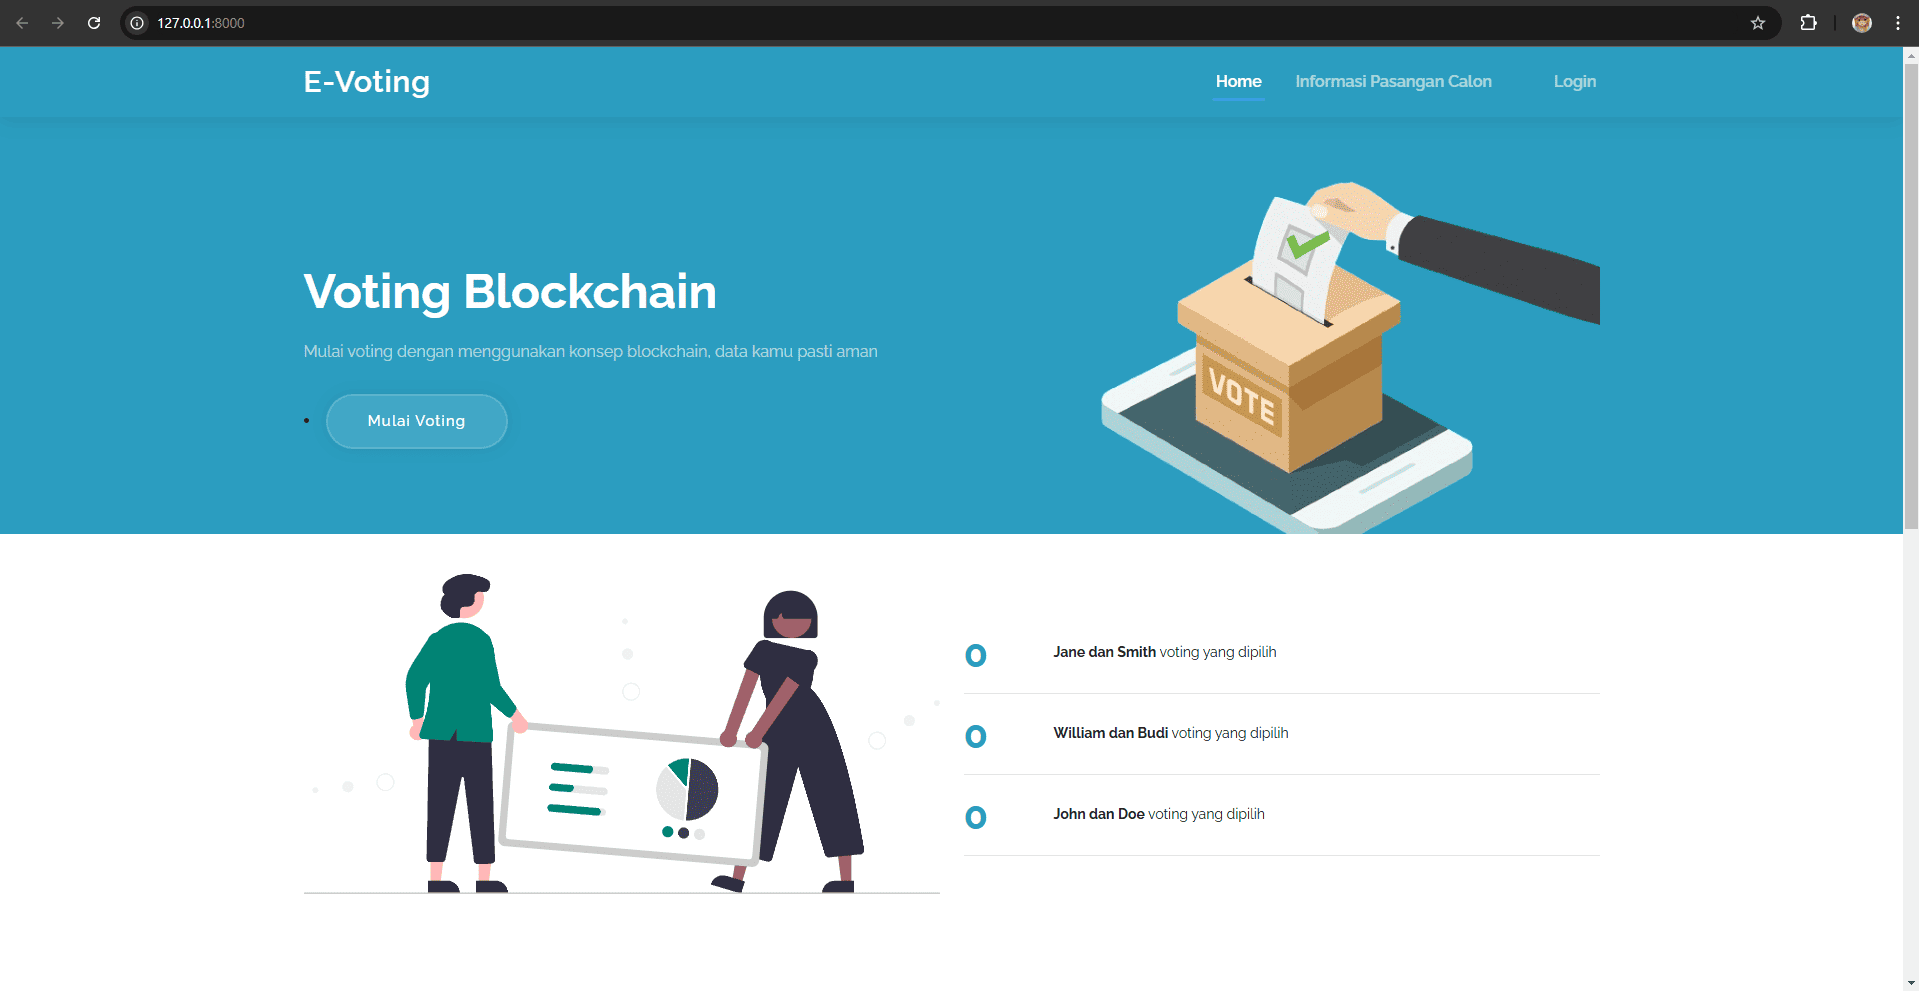 127.0.0.1:8000
E-Voting
Home Informasi Pasangan Calon Login
Voting Blockchain
Mulai voting dengan menggunakan konsep blockchain, data kamu pasti aman
Mulai Voting
VOTE
0 Jane dan Smith voting yang dipilih
0 William dan Budi voting yang dipilih
0 John dan Doe voting yang dipilih